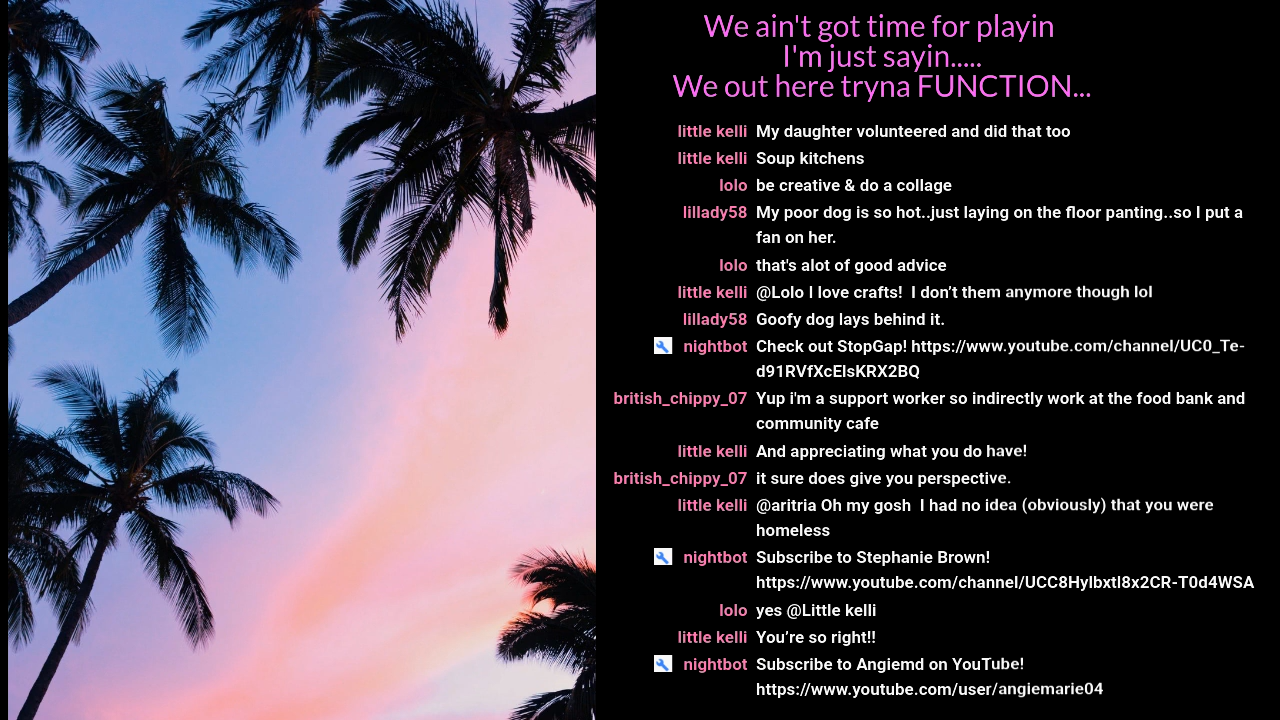 We ain't got time for playin
I'm just sayin.....
We out here tryna FUNCTION...
little kelli My daughter volunteered and did that too
little kelli Soup kitchens
lolo be creative & do a collage
lillady58 My poor dog is so hot..just laying on the floor panting..so I put a
fan on her.
lolo that's alot of good advice
little kelli @Lolo I love crafts!  I don’t them anymore though lol
lillady58 Goofy dog lays behind it.
nightbot Check out StopGap! https://www.youtube.com/channel/UC0_Te-
d91RVfXcEIsKRX2BQ
british_chippy_07 Yup i'm a support worker so indirectly work at the food bank and
community cafe
little kelli And appreciating what you do have!
british_chippy_07 it sure does give you perspective.
little kelli @aritria Oh my gosh  I had no idea (obviously) that you were
homeless
nightbot Subscribe to Stephanie Brown!
https://www.youtube.com/channel/UCC8HyIbxtI8x2CR-T0d4WSA
lolo yes @Little kelli
little kelli You’re so right!!
nightbot Subscribe to Angiemd on YouTube!
https://www.youtube.com/user/angiemarie04